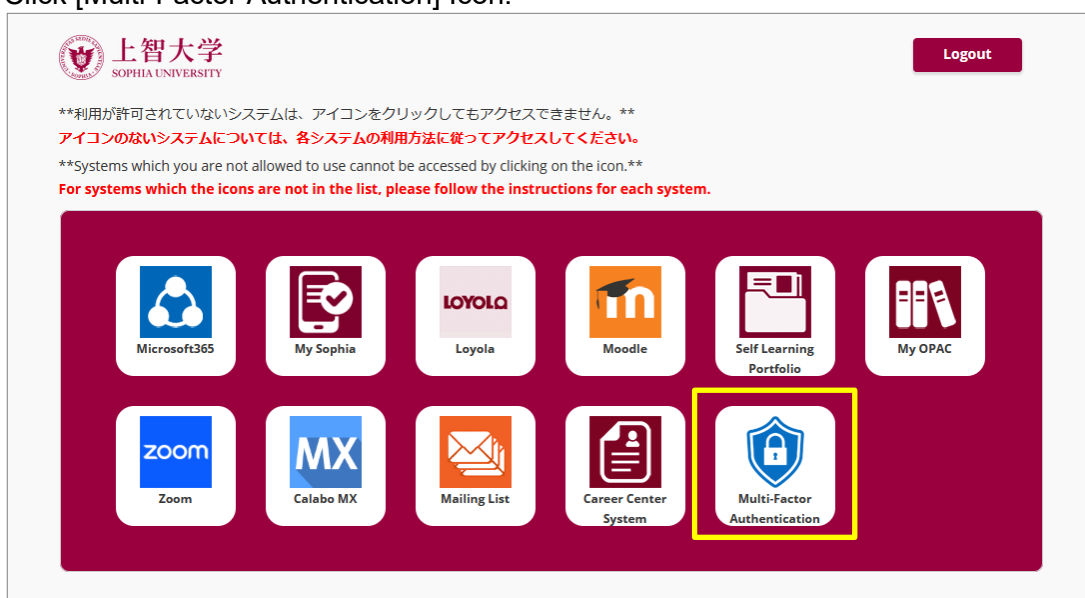 Click [Multi-Factor Authentication] icon.
上智大学
SOPHIA UNIVERSITY
Logout
**利用が許可されていないシステムは、アイコンをクリックしてもアクセスできません。**
アイコンのないシステムについては、各システムの利用方法に従ってアクセスしてください。
**Systems which you are not allowed to use cannot be accessed by clicking on the icon.**
For systems which the icons are not in the list, please follow the instructions for each system.
LOYOLA
m
Microsoft365
My Sophia
Loyola
Moodle
Self Learning
Portfolio
My OPAC
zoom
MX
Zoom
Calabo MX
Mailing List
Career Center
System
Multi-Factor
Authentication